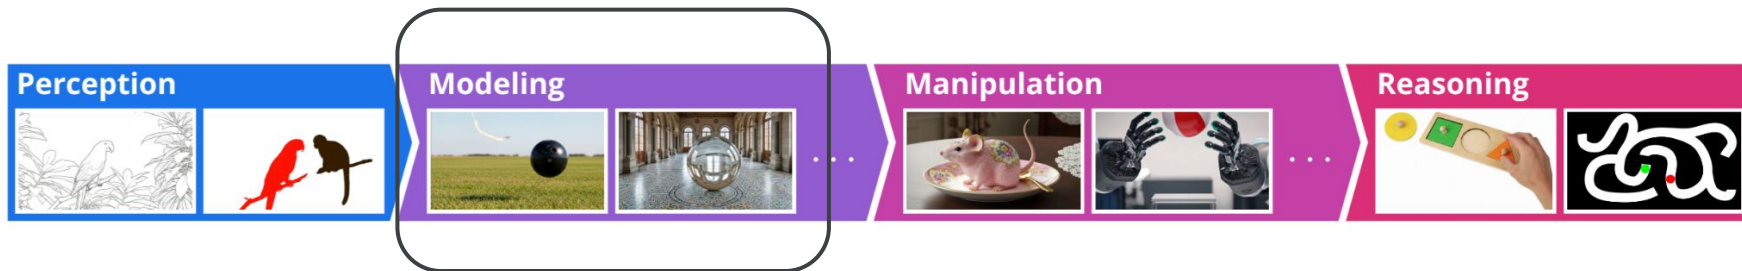 Perception
Modeling
. . .
Manipulation
. . .
Reasoning